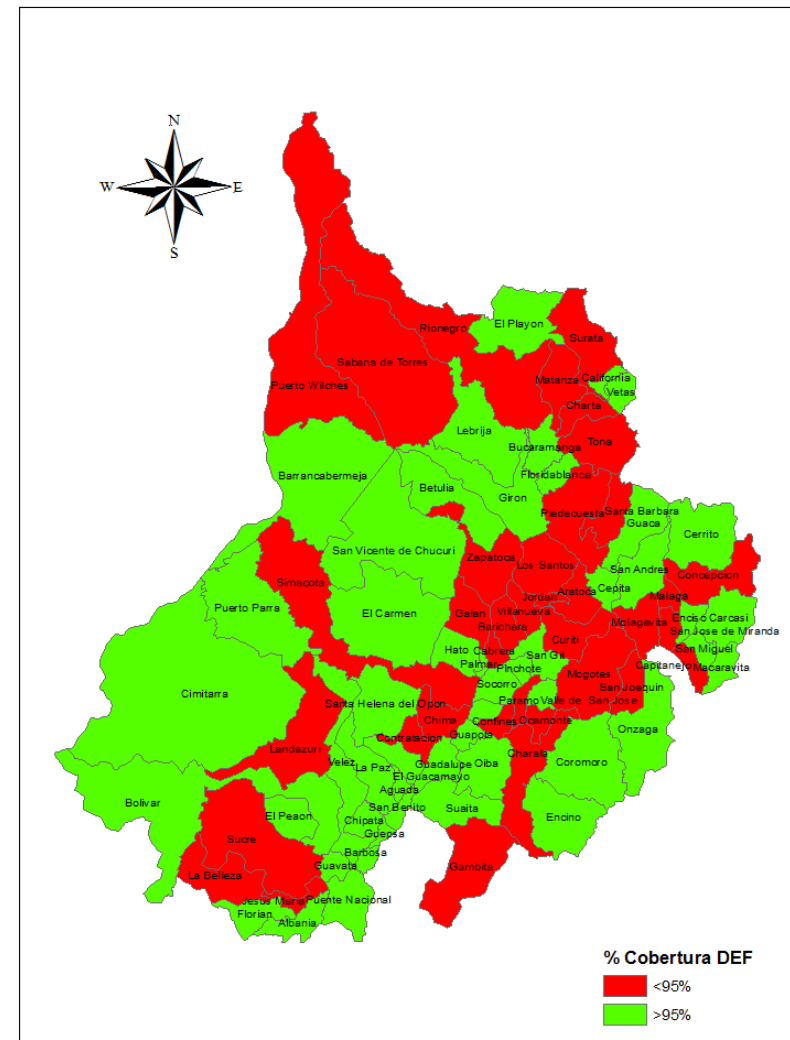 N
W
E
S
El Playon
Rionegro
Surata
Sabana de Torres
Puerto Wilches
Matanza
California
Vetas
Charta
Lebrija
Bucaramanga
Tona
Barrancabermeja
Floridablanca
Betulia
Giron
Piedecuesta
Santa Barbara
Guaca
Cerrito
San Vicente de Chucuri
Zapatoca
Los Santos
San Andres
Concepcion
Simacota
Aratoca
Cepita
Malaga
Jordan
Puerto Parra
El Carmen
Galan
Villanueva
Barichara
Molagavita
Enciso
Carcasi
San Jose de Miranda
Curiti
Hato
Cabrera
San Gil
San Miguel
Palmar
Pinchote
Capitanejo
Macaravita
Mogotes
Cimitarra
Socorro
San Joaquin
Santa Helena del Opon
Paramo
Valle de San Jose
Chima
Confines
Ocamonte
Onzaga
Contratacion
Guapota
Landazuri
Charala
Velez
La Paz
Guadalupe
Oiba
Coromoro
El Guacamayo
Aguada
Bolivar
San Benito
Suaita
El Peaon
Chipata
Encino
Guepsa
Sucre
Barbosa
Guavata
Gambita
La Belleza
Jesus Maria
Puente Nacional
Florian
Albania
% Cobertura DEF
<95%
>95%